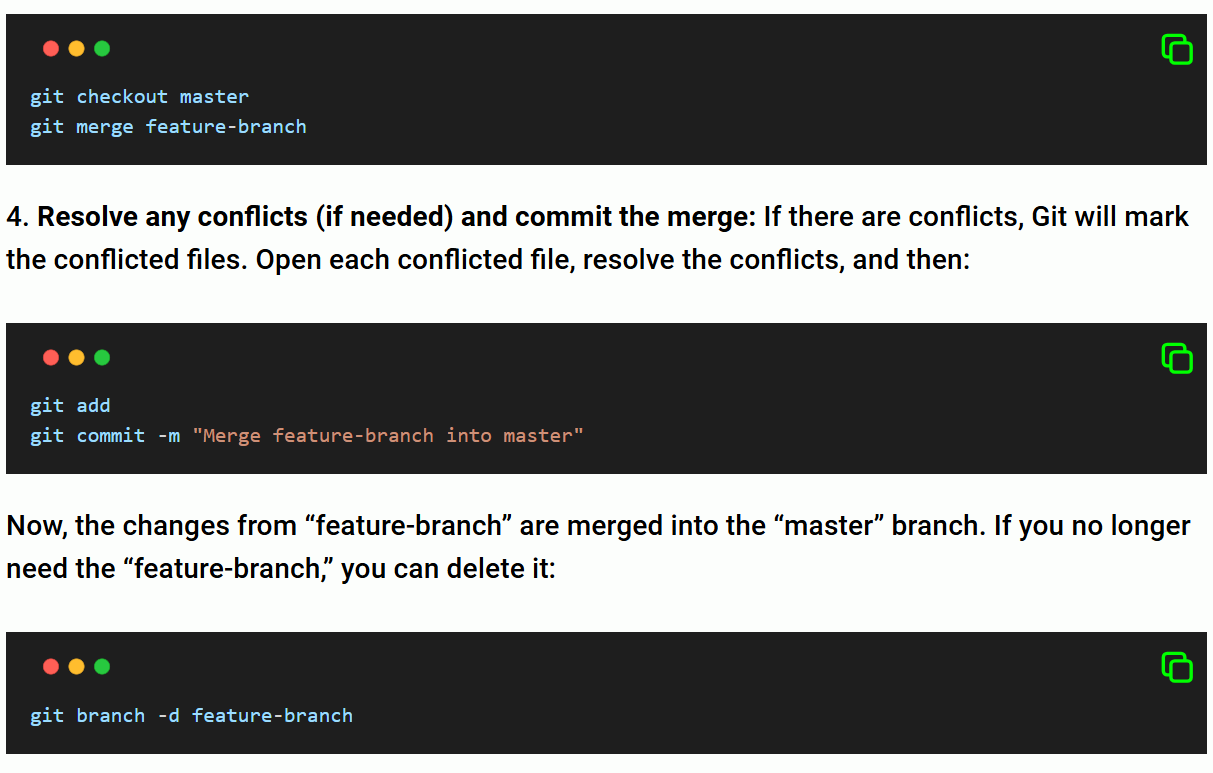 git checkout master
git merge feature-branch
4. Resolve any conflicts (if needed) and commit the merge: If there are conflicts, Git will mark
the conflicted files. Open each conflicted file, resolve the conflicts, and then:
git add
git commit -m "Merge feature-branch into master"
Now, the changes from “feature-branch” are merged into the “master” branch. If you no longer
need the “feature-branch,” you can delete it:
git branch -d feature-branch